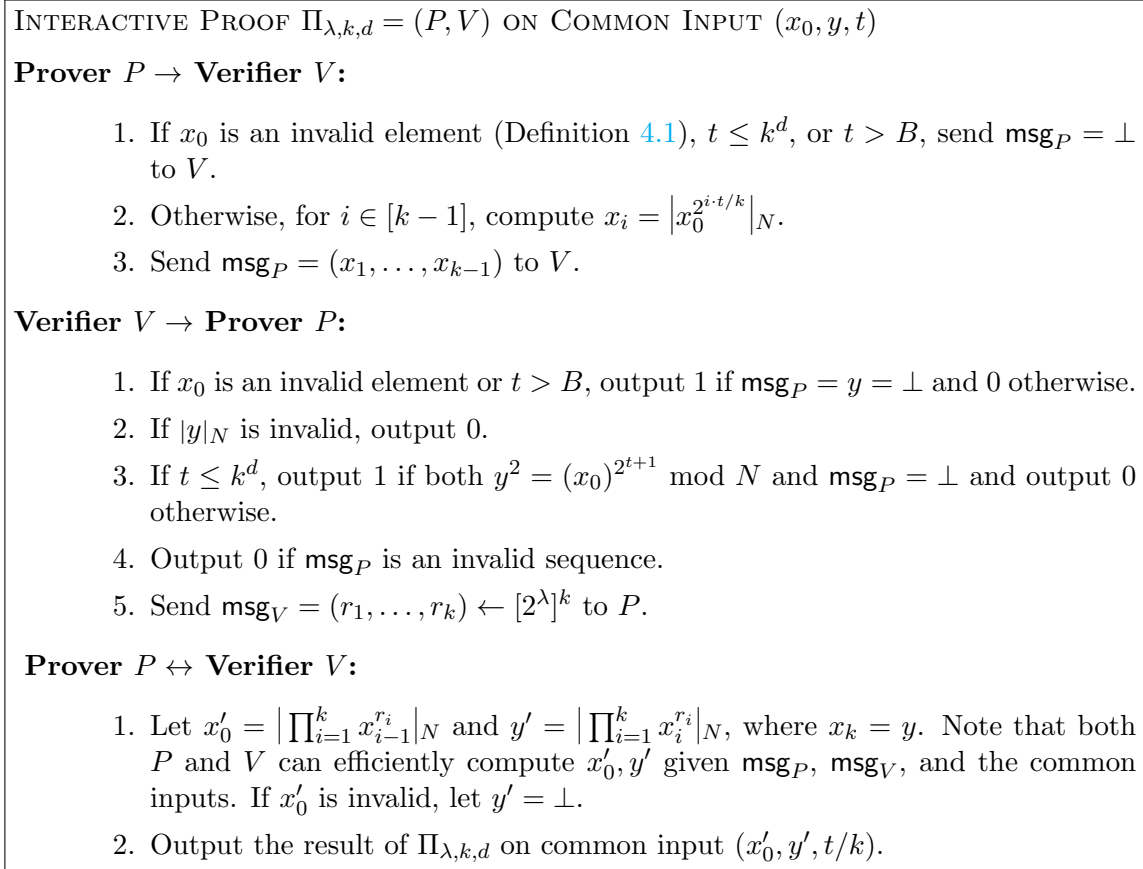 INTERACTIVE PROOF Π_{λ,k,d} = (P, V) ON COMMON INPUT (x_0, y, t)
Prover P → Verifier V:
1. If x_0 is an invalid element (Definition 4.1), t ≤ k^d, or t > B, send msg_P = ⊥
to V.
2. Otherwise, for i ∈ [k − 1], compute x_i = |x_0^{2^{i·t/k}}|_N.
3. Send msg_P = (x_1, . . . , x_{k−1}) to V.
Verifier V → Prover P:
1. If x_0 is an invalid element or t > B, output 1 if msg_P = y = ⊥ and 0 otherwise.
2. If |y|_N is invalid, output 0.
3. If t ≤ k^d, output 1 if both y^2 = (x_0)^{2^{t+1}} mod N and msg_P = ⊥ and output 0
otherwise.
4. Output 0 if msg_P is an invalid sequence.
5. Send msg_V = (r_1, . . . , r_k) ← [2^λ]^k to P.
Prover P ↔ Verifier V:
1. Let x′_0 = |∏_{i=1}^k x_{i−1}^{r_i}|_N and y′ = |∏_{i=1}^k x_i^{r_i}|_N, where x_k = y. Note that both
P and V can efficiently compute x′_0, y′ given msg_P, msg_V, and the common
inputs. If x′_0 is invalid, let y′ = ⊥.
2. Output the result of Π_{λ,k,d} on common input (x′_0, y′, t/k).